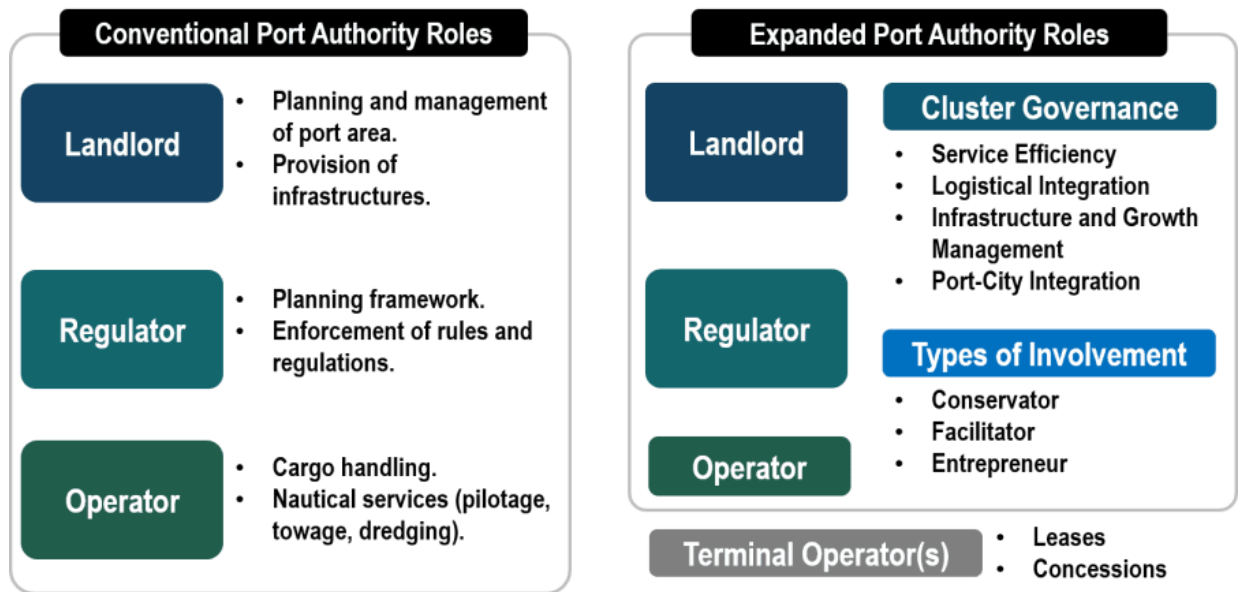 Conventional Port Authority Roles
Landlord
• Planning and management
of port area.
• Provision of
infrastructures.
Regulator
• Planning framework.
• Enforcement of rules and
regulations.
Operator
• Cargo handling.
• Nautical services (pilotage,
towage, dredging).
Expanded Port Authority Roles
Landlord
Regulator
Operator
Cluster Governance
• Service Efficiency
• Logistical Integration
• Infrastructure and Growth
Management
• Port-City Integration
Types of Involvement
• Conservator
• Facilitator
• Entrepreneur
Terminal Operator(s)
• Leases
• Concessions